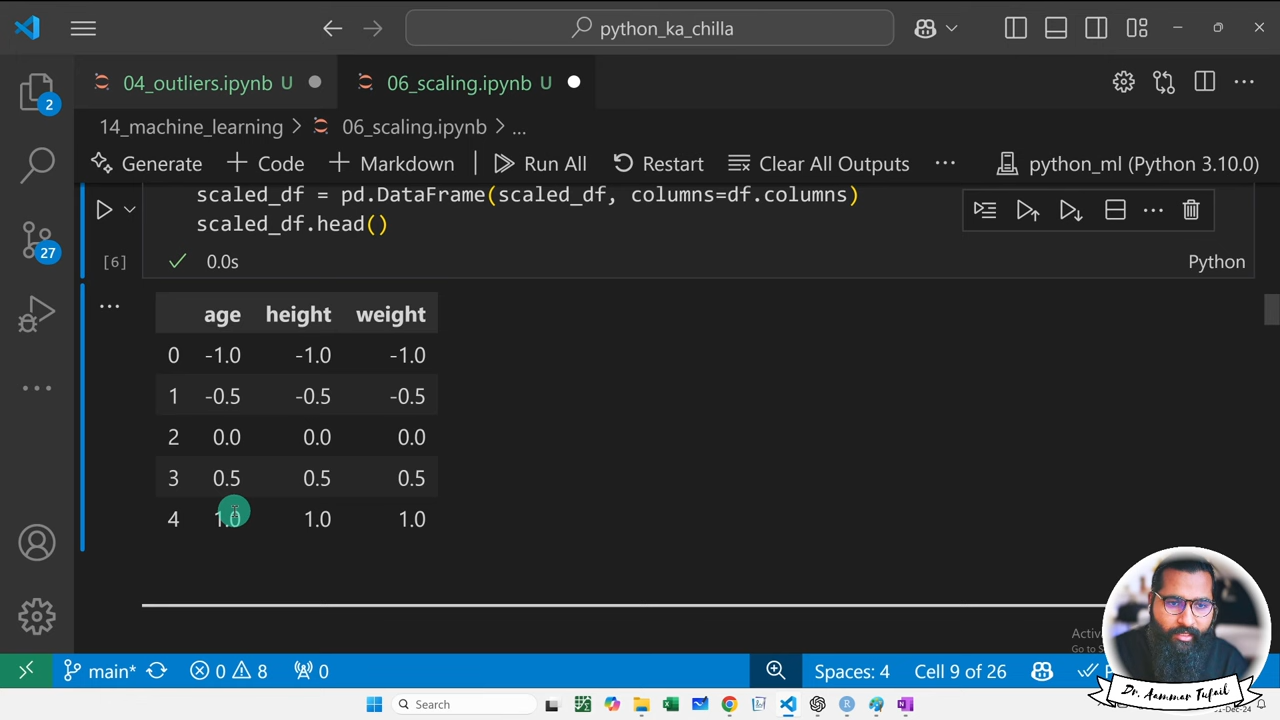 python_ka_chilla
04_outliers.ipynb U
06_scaling.ipynb U
14_machine_learning > 06_scaling.ipynb > ...
Generate + Code + Markdown | Run All Restart Clear All Outputs ... python_ml (Python 3.10.0)
2
27
scaled_df = pd.DataFrame(scaled_df, columns=df.columns)
scaled_df.head()
[6] 0.0s Python
age height weight
0 -1.0 -1.0 -1.0
1 -0.5 -0.5 -0.5
2 0.0 0.0 0.0
3 0.5 0.5 0.5
4 1.0 1.0 1.0
Dr. Aammar Tufail
main* 0 8 0 Spaces: 4 Cell 9 of 26
Search